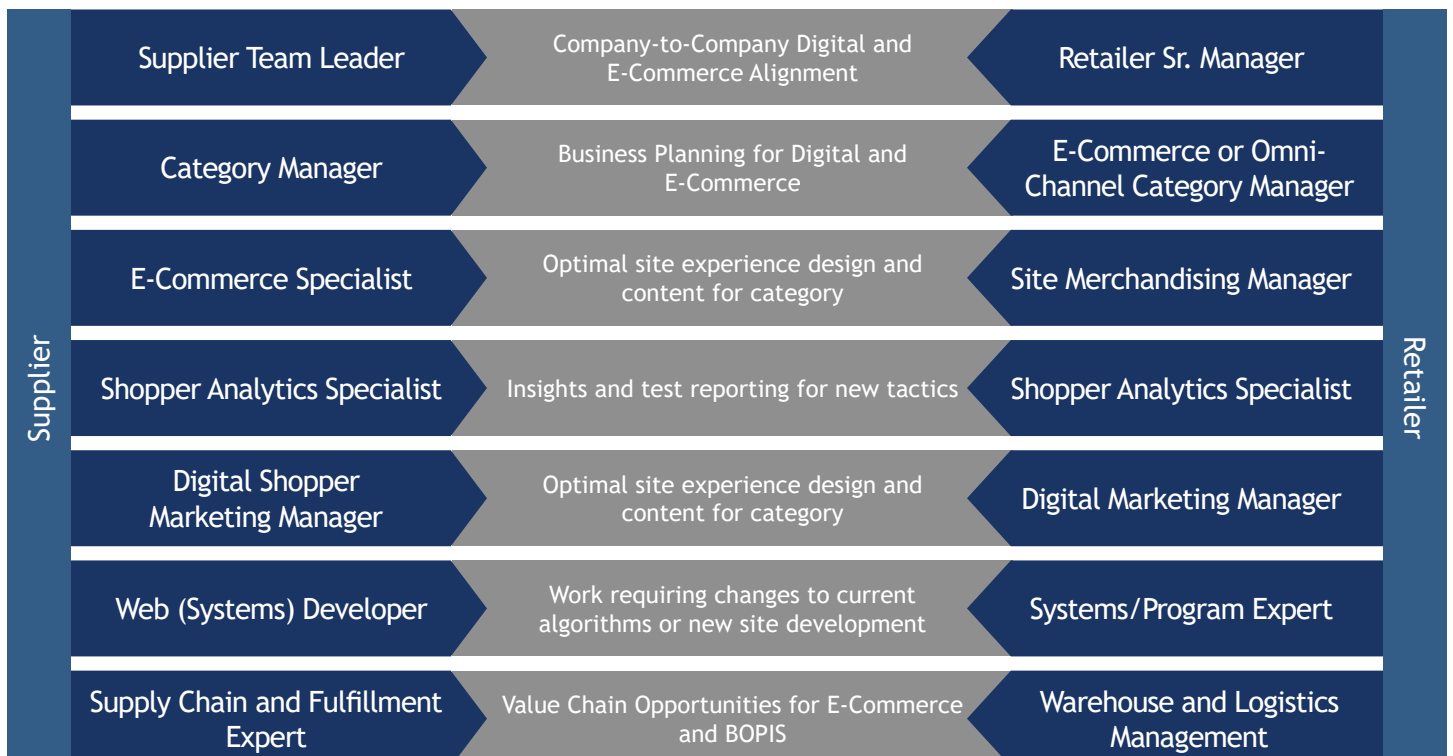 Supplier
Supplier Team Leader
Company-to-Company Digital and
E-Commerce Alignment
Retailer Sr. Manager
Category Manager
Business Planning for Digital and
E-Commerce
E-Commerce or Omni-
Channel Category Manager
E-Commerce Specialist
Optimal site experience design and
content for category
Site Merchandising Manager
Shopper Analytics Specialist
Insights and test reporting for new tactics
Shopper Analytics Specialist
Digital Shopper
Marketing Manager
Optimal site experience design and
content for category
Digital Marketing Manager
Web (Systems) Developer
Work requiring changes to current
algorithms or new site development
Systems/Program Expert
Supply Chain and Fulfillment
Expert
Value Chain Opportunities for E-Commerce
and BOPIS
Warehouse and Logistics
Management
Retailer